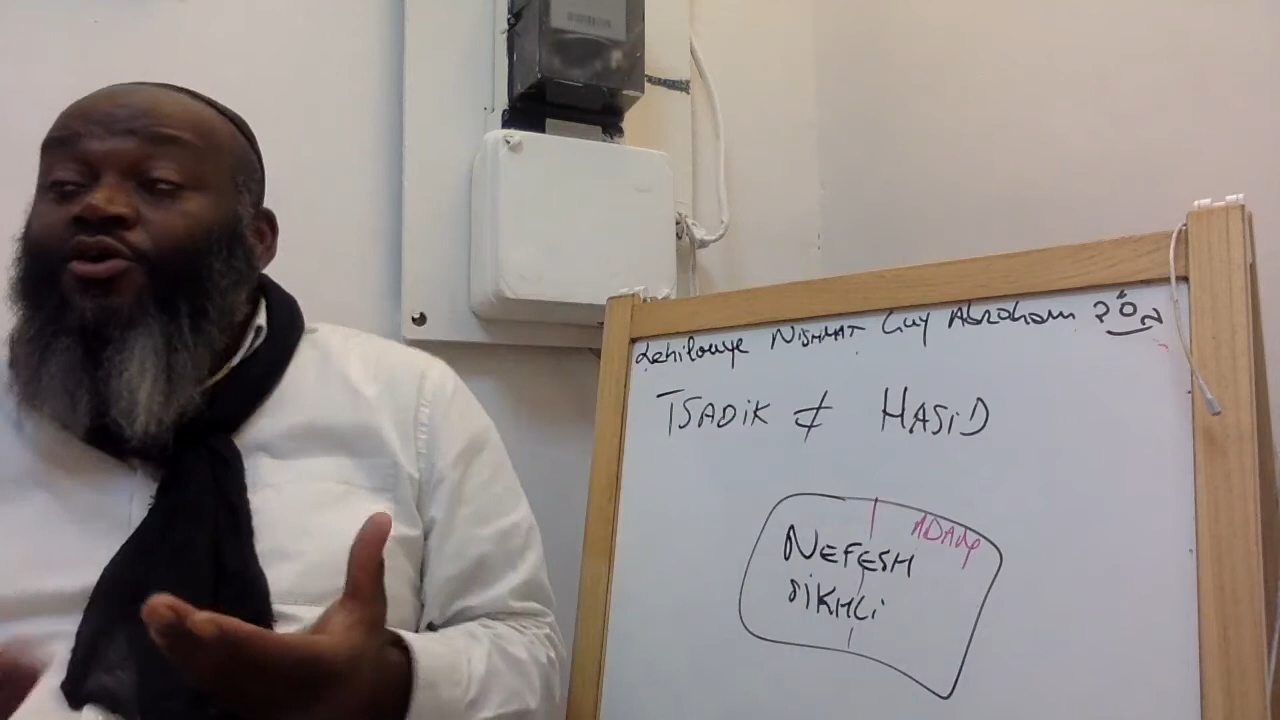 Lehilouye NISHMAT Guy Abraham
TSADIK ⊄ HASID
ADAM
NEFESH
SIKHLI